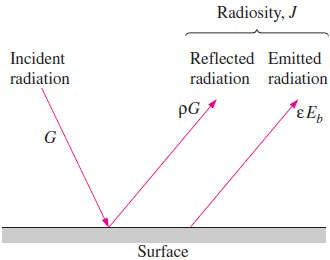 Radiosity, J
Incident
radiation
Reflected
radiation
Emitted
radiation
G
ρG
εE_b
Surface